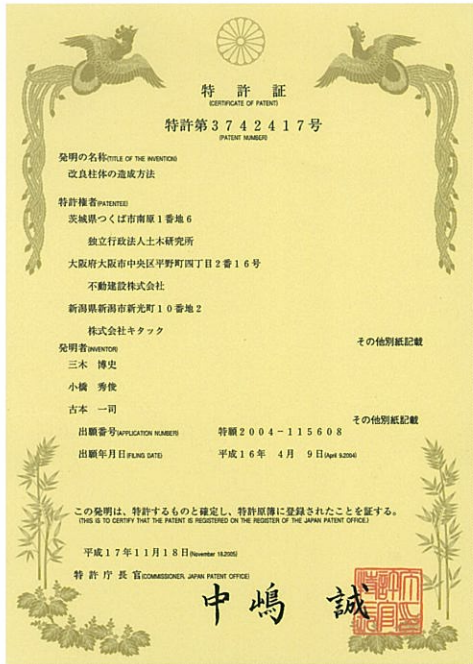 特許証
(CERTIFICATE OF PATENT)
特許第3742417号
(PATENT NUMBER)
発明の名称(TITLE OF THE INVENTION)
改良柱体の造成方法
特許権者(PATENTEE)
茨城県つくば市南原1番地6
独立行政法人土木研究所
大阪府大阪市中央区平野町四丁目2番16号
不動建設株式会社
新潟県新潟市新光町10番地2
株式会社キタック
その他別紙記載
発明者(INVENTOR)
三木 博史
小橋 秀俊
古本 一司
その他別紙記載
出願番号(APPLICATION NUMBER) 特願2004-115608
出願年月日(FILING DATE) 平成16年 4月 9日(April 9,2004)
この発明は、特許するものと確定し、特許原簿に登録されたことを証する。
(THIS IS TO CERTIFY THAT THE PATENT IS REGISTERED ON THE REGISTER OF THE JAPAN PATENT OFFICE.)
平成17年11月18日(November 18,2005)
特許庁長官(COMMISSIONER, JAPAN PATENT OFFICE)
中嶋 誠